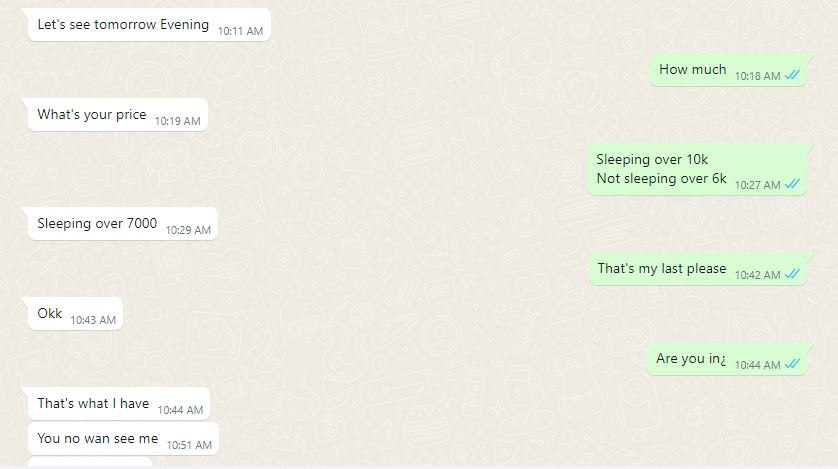 Let's see tomorrow Evening 10:11 AM
How much 10:18 AM
What's your price 10:19 AM
Sleeping over 10k
Not sleeping over 6k 10:27 AM
Sleeping over 7000 10:29 AM
That's my last please 10:42 AM
Okk 10:43 AM
Are you in¿ 10:44 AM
That's what I have 10:44 AM
You no wan see me 10:51 AM